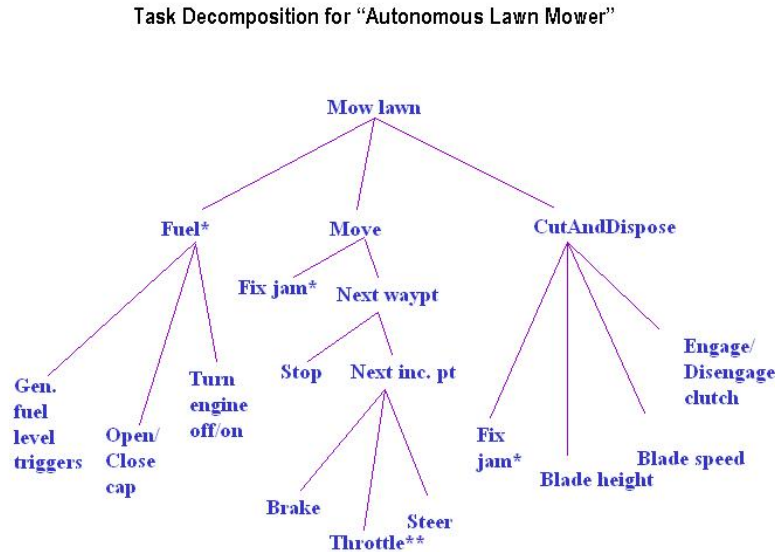 Task Decomposition for “Autonomous Lawn Mower”
Mow lawn
Fuel*
Move
CutAndDispose
Fix jam*
Next waypt
Gen.
fuel
level
triggers
Open/
Close
cap
Turn
engine
off/on
Stop
Next inc. pt
Brake
Throttle**
Steer
Fix
jam*
Blade height
Blade speed
Engage/
Disengage
clutch